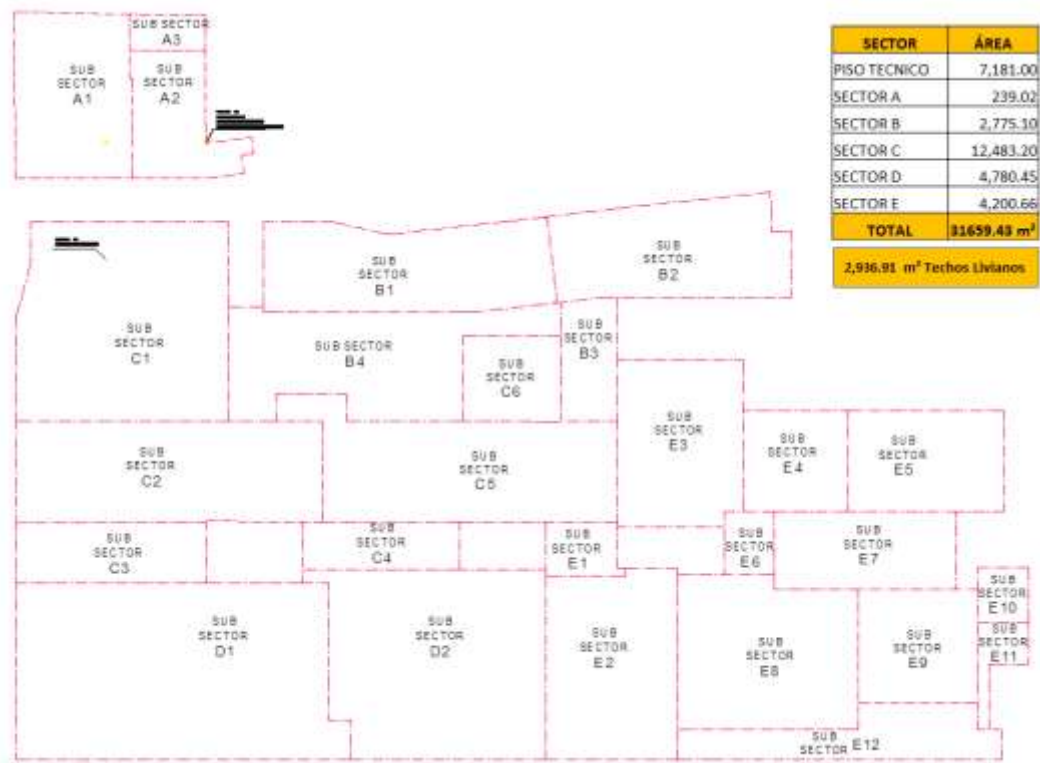 SUB SECTOR
A3
SUB
SECTOR
A1
SUB
SECTOR
A2
SECTOR ÁREA
PISO TECNICO 7,181.00
SECTOR A 239.02
SECTOR B 2,775.10
SECTOR C 12,483.20
SECTOR D 4,780.45
SECTOR E 4,200.66
TOTAL 31659.43 m²
2,936.91 m² Techos Livianos
SUB
SECTOR
B1
SUB
SECTOR
B2
SUB
SECTOR
C1
SUB SECTOR
B4
SUB
SECTOR
B3
SUB
SECTOR
C6
SUB
SECTOR
E3
SUB
SECTOR
E4
SUB
SECTOR
E5
SUB
SECTOR
C2
SUB
SECTOR
C5
SUB
SECTOR
C3
SUB
SECTOR
C4
SUB
SECTOR
E1
SUB
SECTOR
E6
SUB
SECTOR
E7
SUB
SECTOR
E10
SUB
SECTOR
E11
SUB
SECTOR
D1
SUB
SECTOR
D2
SUB
SECTOR
E2
SUB
SECTOR
E8
SUB
SECTOR
E9
SUB
SECTOR E12